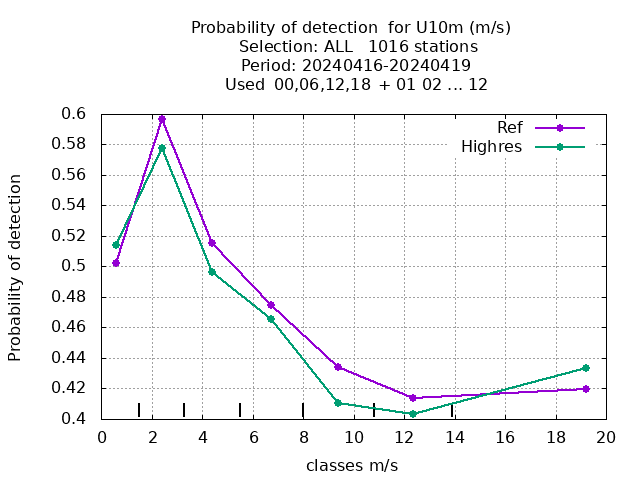 Probability of detection  for U10m (m/s)
Selection: ALL   1016 stations
Period: 20240416-20240419
Used  00,06,12,18 + 01 02 ... 12
Ref
Highres
Probability of detection
0.6
0.58
0.56
0.54
0.52
0.5
0.48
0.46
0.44
0.42
0.4
0 2 4 6 8 10 12 14 16 18 20
classes m/s